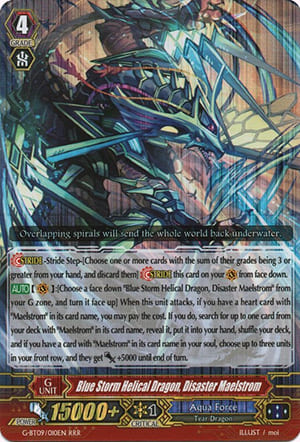 4
GRADE
Overlapping spirals will send the whole world back underwater.
STRIDE -Stride Step-[Choose one or more cards with the sum of their grades being 3 or
greater from your hand, and discard them] STRIDE this card on your from face down.
AUTO [ ]:[Choose a face down "Blue Storm Helical Dragon, Disaster Maelstrom" from
your G zone, and turn it face up] When this unit attacks, if you have a heart card with
"Maelstrom" in its card name, you may pay the cost. If you do, search for up to one card from
your deck with "Maelstrom" in its card name, reveal it, put it into your hand, shuffle your deck,
and if you have a card with "Maelstrom" in its card name in your soul, choose up to three units
in your front row, and they get +5000 until end of turn.
G
UNIT
Blue Storm Helical Dragon, Disaster Maelstrom
POWER
15000+
1
CRITICAL
Aqua Force
Tear Dragon
G-BT09/010EN RRR
ILLUST / moi